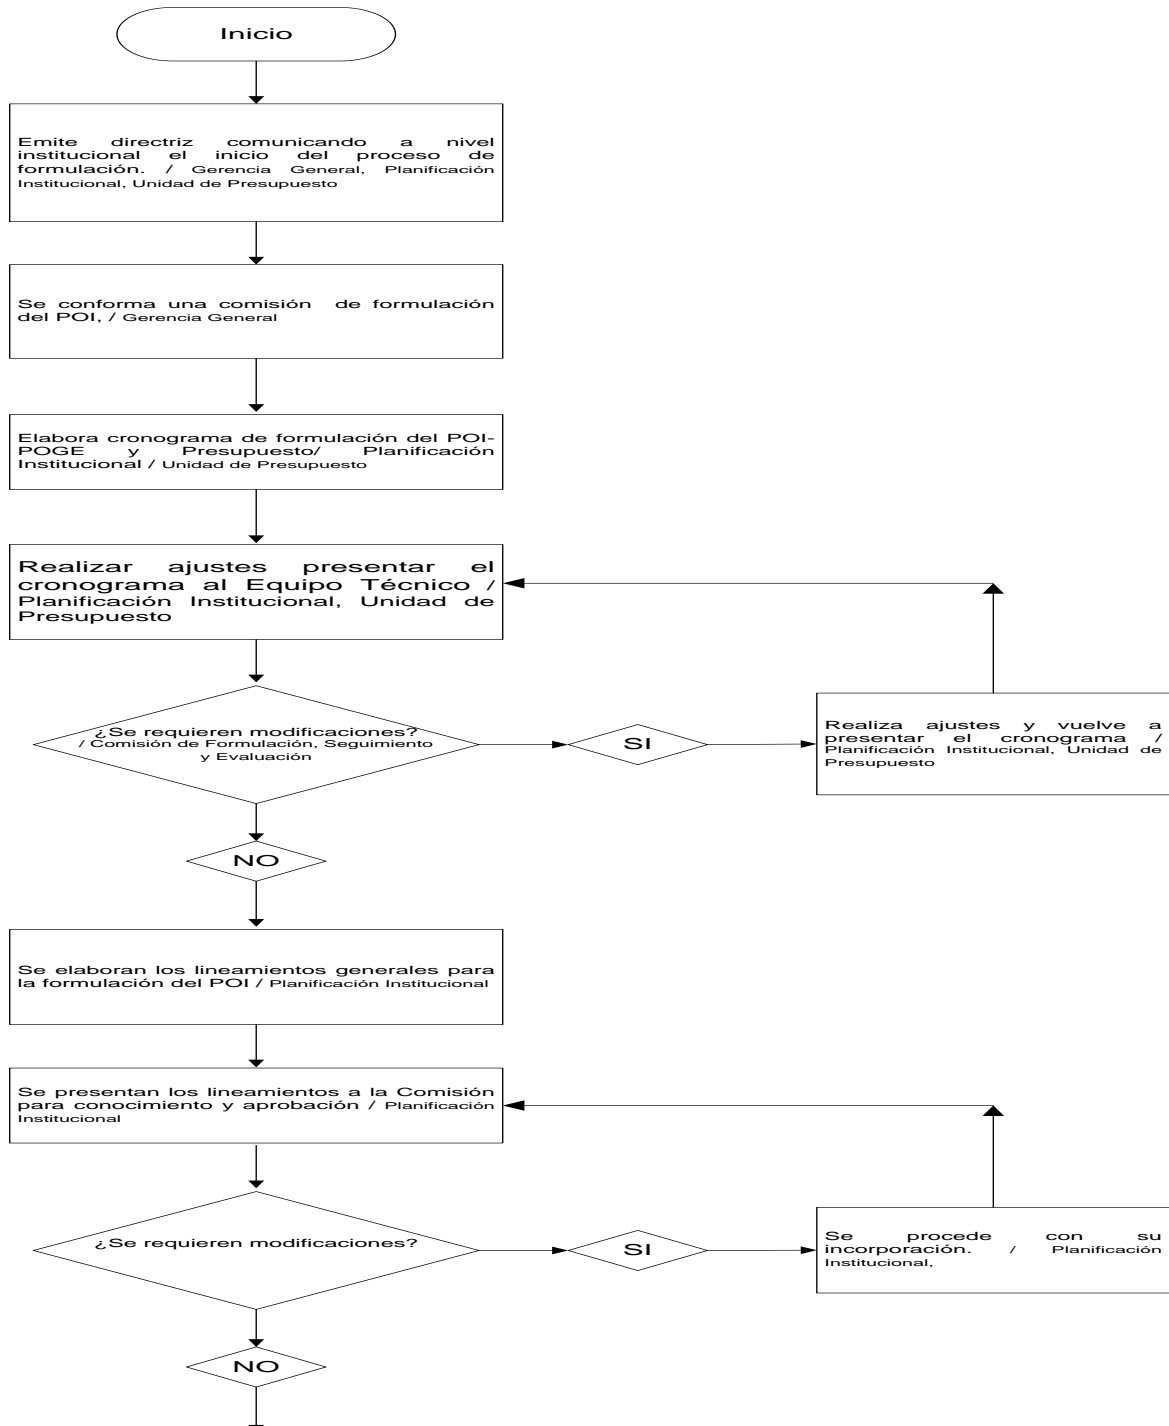 Inicio
Emite directriz comunicando a nivel
institucional el inicio del proceso de
formulación. / Gerencia General, Planificación
Institucional, Unidad de Presupuesto
Se conforma una comisión de formulación
del POI, / Gerencia General
Elabora cronograma de formulación del POI-
POGE y Presupuesto/ Planificación
Institucional / Unidad de Presupuesto
Realizar ajustes presentar el
cronograma al Equipo Técnico /
Planificación Institucional, Unidad de
Presupuesto
¿Se requieren modificaciones?
/ Comisión de Formulación, Seguimiento
y Evaluación
SI
Realiza ajustes y vuelve a
presentar el cronograma /
Planificación Institucional, Unidad de
Presupuesto
NO
Se elaboran los lineamientos generales para
la formulación del POI / Planificación Institucional
Se presentan los lineamientos a la Comisión
para conocimiento y aprobación / Planificación
Institucional
¿Se requieren modificaciones?
SI
Se procede con su
incorporación. / Planificación
Institucional,
NO